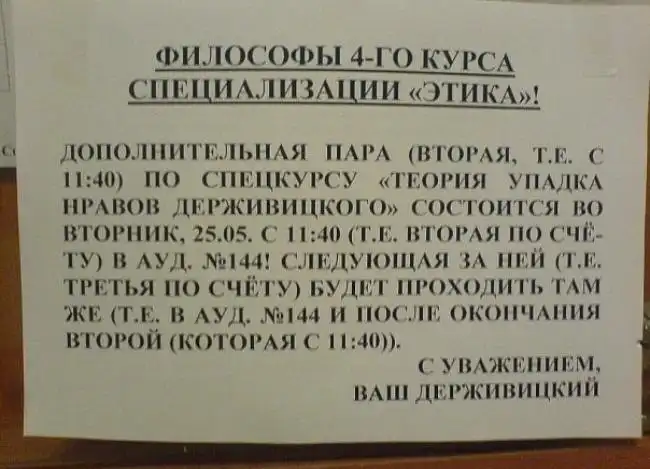 ФИЛОСОФЫ 4-ГО КУРСА
СПЕЦИАЛИЗАЦИИ «ЭТИКА»!
ДОПОЛНИТЕЛЬНАЯ ПАРА (ВТОРАЯ, Т.Е. С
11:40) ПО СПЕЦКУРСУ «ТЕОРИЯ УПАДКА
НРАВОВ ДЕРЖИВИЦКОГО» СОСТОИТСЯ ВО
ВТОРНИК, 25.05. С 11:40 (Т.Е. ВТОРАЯ ПО СЧЁ-
ТУ) В АУД. №144! СЛЕДУЮЩАЯ ЗА НЕЙ (Т.Е.
ТРЕТЬЯ ПО СЧЁТУ) БУДЕТ ПРОХОДИТЬ ТАМ
ЖЕ (Т.Е. В АУД. №144 И ПОСЛЕ ОКОНЧАНИЯ
ВТОРОЙ (КОТОРАЯ С 11:40)).
С УВАЖЕНИЕМ,
ВАШ ДЕРЖИВИЦКИЙ